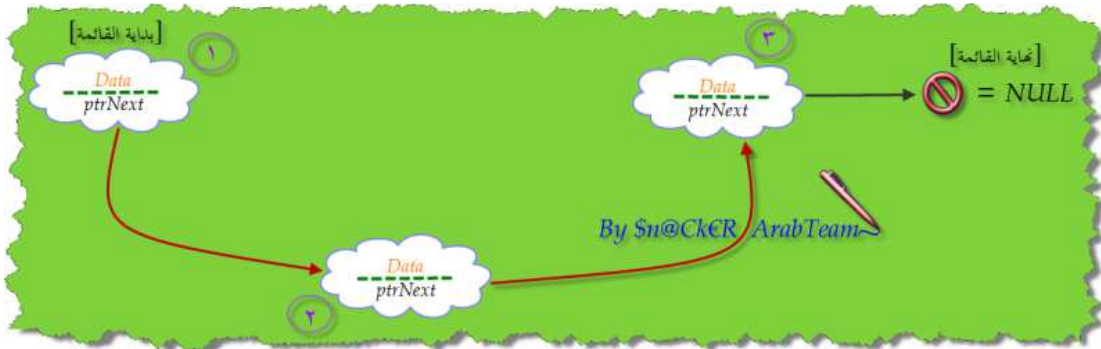 [بداية القائمة]
١
Data
ptrNext
٢
Data
ptrNext
٣
Data
ptrNext
[نهاية القائمة]
= NULL
By $n@Ck€R ArabTeam